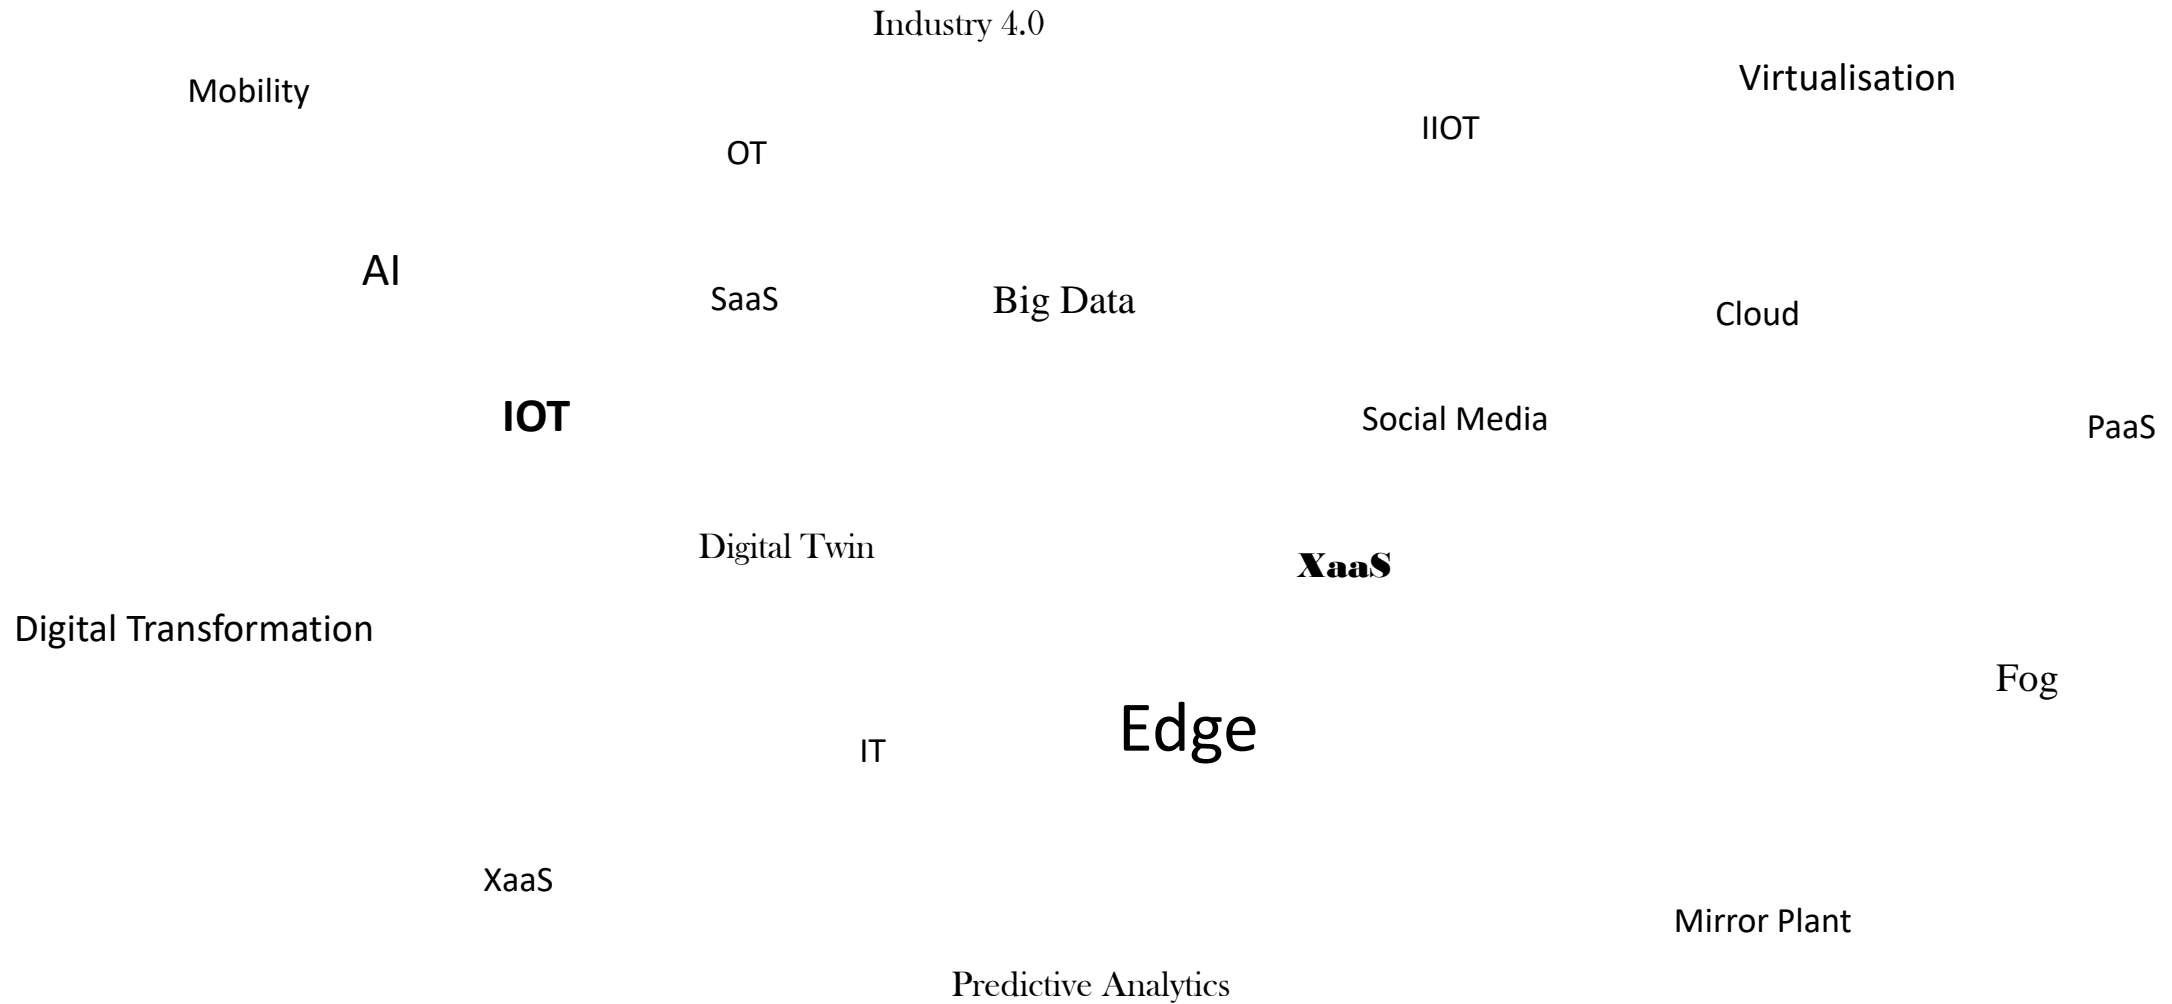 Industry 4.0
Mobility
Virtualisation
OT
IIOT
AI
SaaS
Big Data
Cloud
IOT
Social Media
PaaS
Digital Twin
XaaS
Digital Transformation
Fog
Edge
IT
XaaS
Mirror Plant
Predictive Analytics